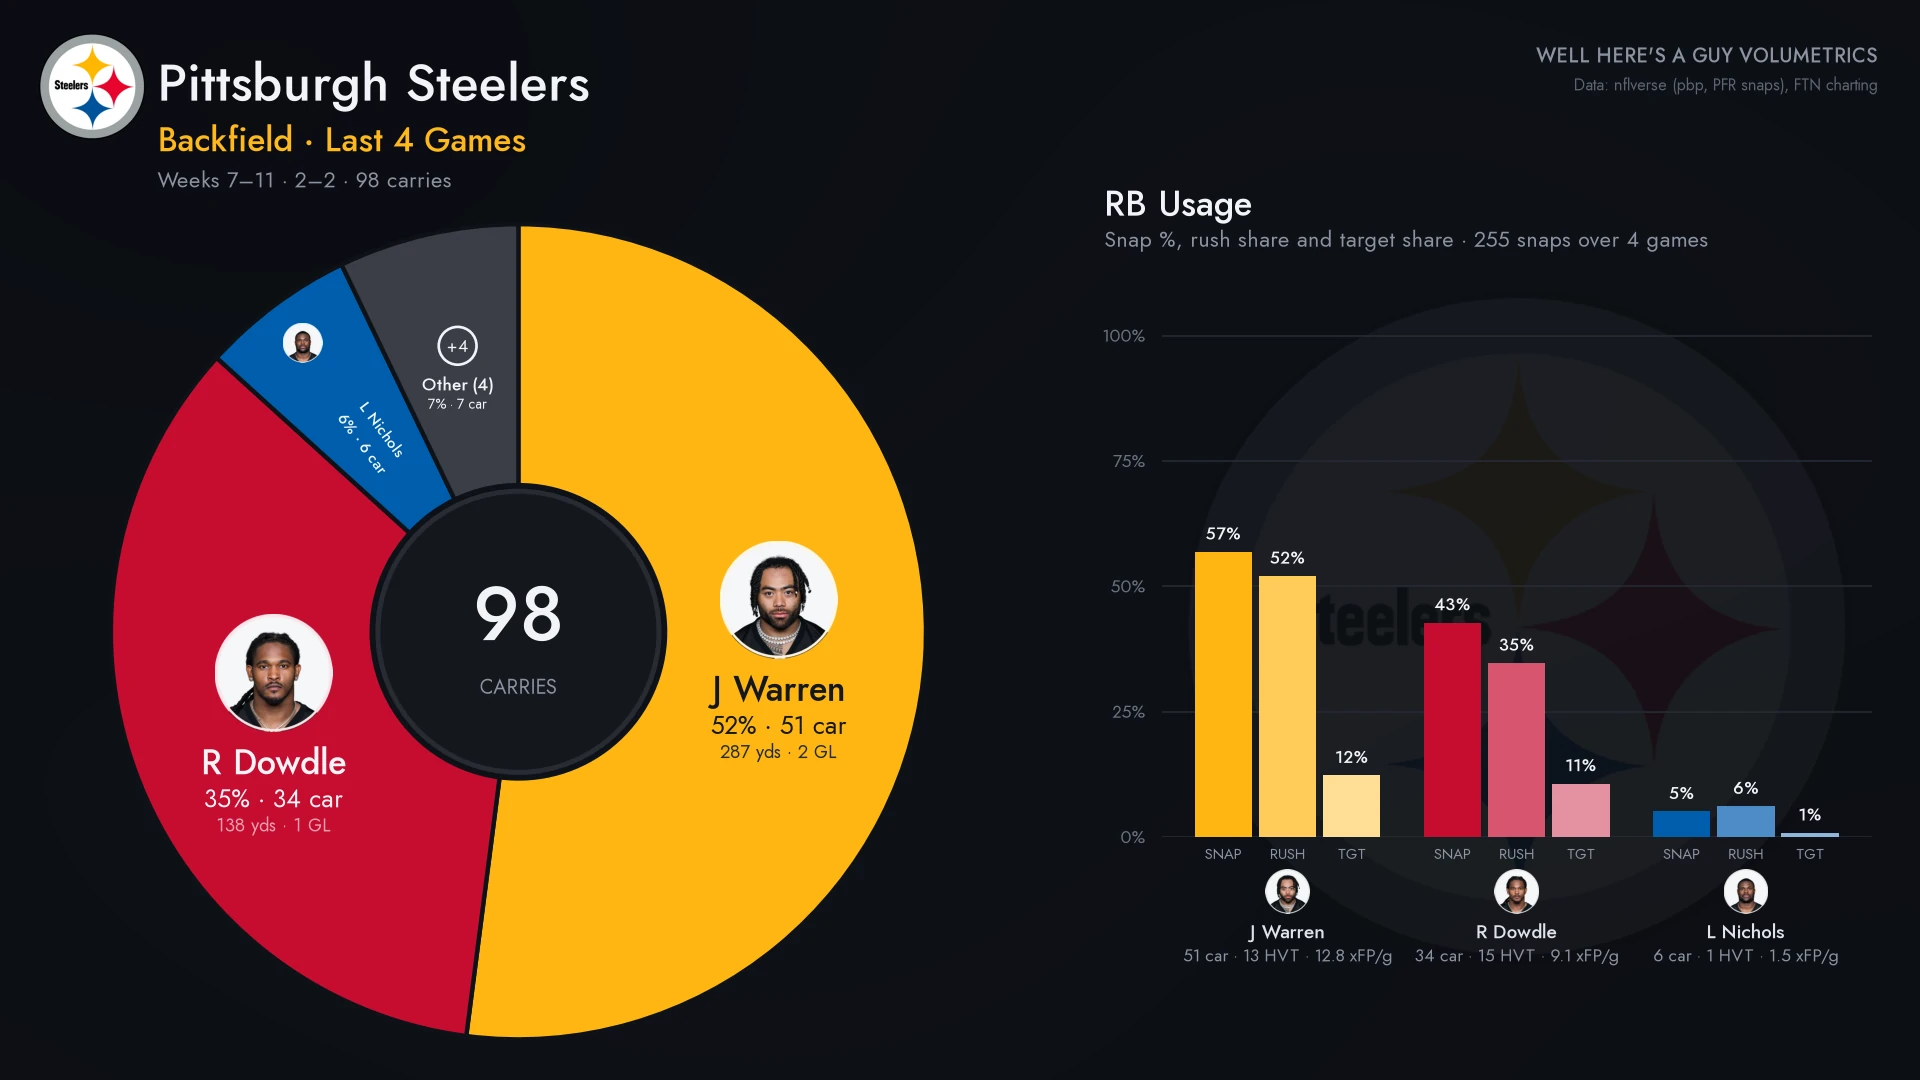 Steelers
Pittsburgh Steelers
Backfield · Last 4 Games
Weeks 7–11 · 2–2 · 98 carries
WELL HERE'S A GUY VOLUMETRICS
Data: nflverse (pbp, PFR snaps), FTN charting
+4
Other (4)
7% · 7 car
L Nichols
6% · 6 car
98
CARRIES
J Warren
52% · 51 car
287 yds · 2 GL
R Dowdle
35% · 34 car
138 yds · 1 GL
RB Usage
Snap %, rush share and target share · 255 snaps over 4 games
100%
75%
50%
25%
0%
Steelers
57%
52%
12%
43%
35%
11%
5%
6%
1%
SNAP RUSH TGT SNAP RUSH TGT SNAP RUSH TGT
J Warren
51 car · 13 HVT · 12.8 xFP/g
R Dowdle
34 car · 15 HVT · 9.1 xFP/g
L Nichols
6 car · 1 HVT · 1.5 xFP/g